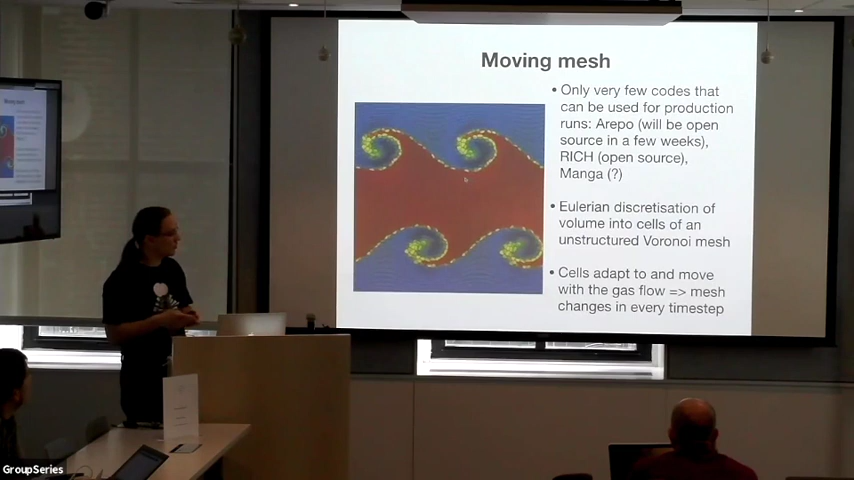 Moving mesh
• Only very few codes that
can be used for production
runs: Arepo (will be open
source in a few weeks),
RICH (open source),
Manga (?)
• Eulerian discretisation of
volume into cells of an
unstructured Voronoi mesh
• Cells adapt to and move
with the gas flow => mesh
changes in every timestep
GroupSeries